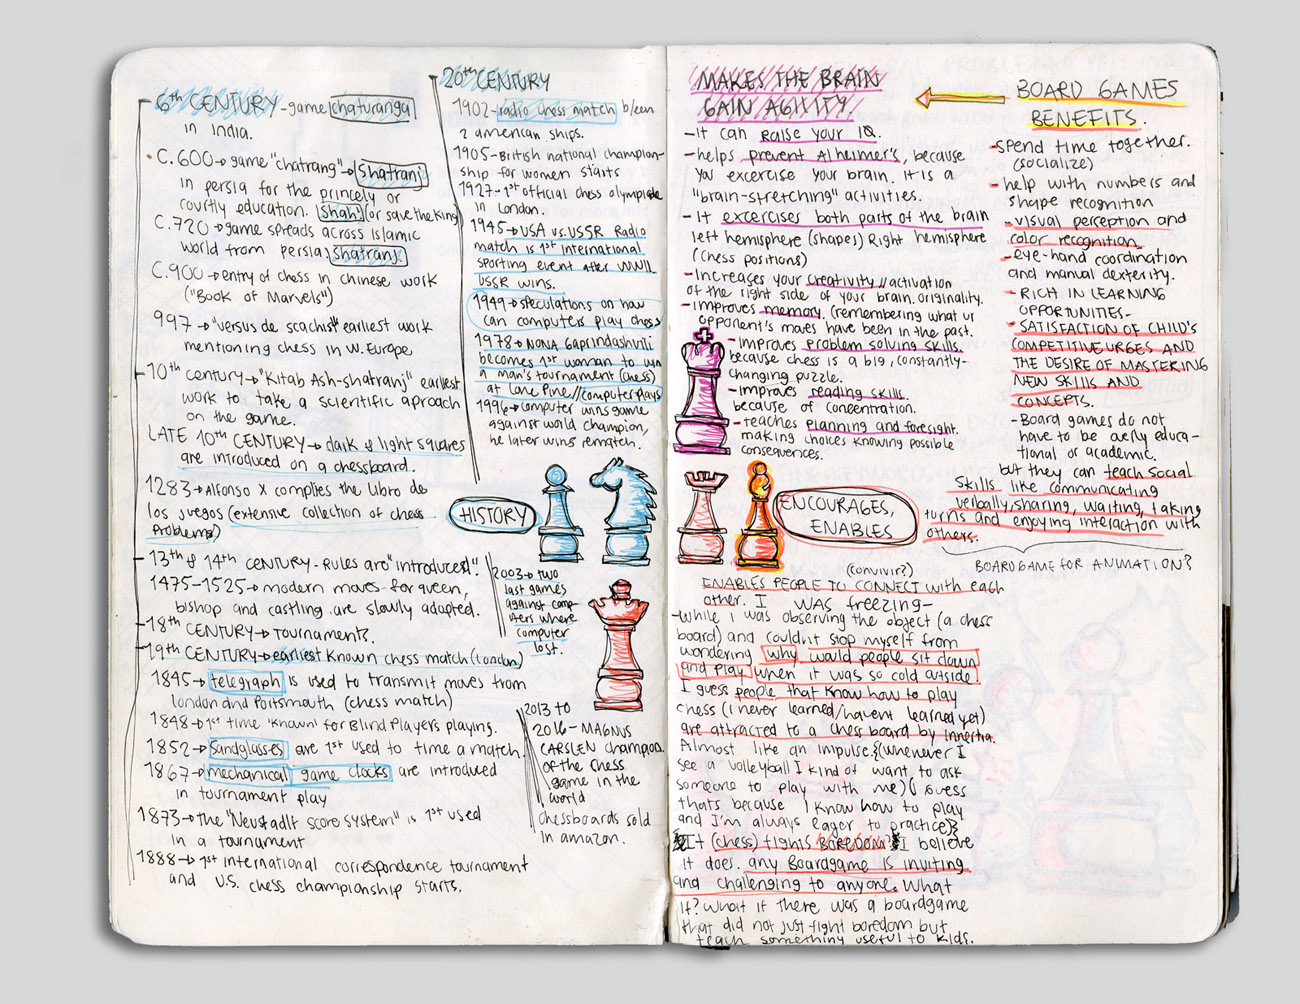 6th CENTURY - game chaturanga
in India.
C.600→game "chatrang"→Shatranj
in persia for the princely or
courtly education. Shah! (or save the King)
C.720→game spreads across islamic
world from persia: Shatranj
C.900→entry of chess in chinese work
("Book of Marvels")
997→"versus de scachis" earliest work
mentioning chess in W.Europe
10th century→"Kitab Ash-shatranj" earliest
work to take a scientific aproach
on the game.
LATE 10th CENTURY→dark & light squares
are introduced on a chessboard.
1283→Alfonso X complies the Libro de
los juegos (extensive collection of chess
Problems)
13th & 14th CENTURY- rules are "introduced"!
1475-1525→modern moves for queen,
bishop and castling are slowly adapted.
18th CENTURY→Tournaments.
19th CENTURY→earliest Known chess match (London)
1845→telegraph is used to transmit moves from
london and Portsmouth (chess match)
1848→1st time 'Known' for Blind Players playing.
1852→Sandglasses are 1st used to time a match.
1867→mechanical game clocks are introduced
in tournament play
1873→the "Neustadlt score system" is 1st used
in a tournament
1888→1st international correspondence tournament
and U.S. chess championship starts.
20th CENTURY
1902-radio chess match b/een
2 american ships.
1905-British national champion-
ship for women starts
1927-1st official chess olympiade
in London.
1945→USA vs.USSR Radio
match is 1st international
sporting event after WWII
USSR wins.
1949→speculations on how
can computers play chess
1978→NONA Gaprindashvili
becomes 1st woman to win
a man's tournament (chess)
at Lone Pine//computer plays
1996→computer wins game
against world champion,
he later wins rematch.
HISTORY
2003→two
last games
against comp-
uters where
computer
lost.
2013 to
2016- MAGNUS
CARSLEN champion
of the chess
game in the
world
chessboards sold
in amazon.
MAKES THE BRAIN
GAIN AGILITY.
-It can raise your IQ.
-helps prevent Alheimer's, because
you excercise your brain. It is a
"brain-stretching" activities.
-It excercises both parts of the brain
left hemisphere (shapes) Right hemisphere
(chess positions)
-Increases your creativity//activation
of the right side of your brain. originality.
-improves memory. (remembering what ur
opponent's moves have been in the past.
-Improves problem solving skills.
because chess is a big, constantly-
changing puzzle.
-improves reading skills.
because of concentration.
-teaches planning and foresight.
making choices knowing possible
consequences.
BOARD GAMES
BENEFITS.
-spend time together.
(socialize)
-help with numbers and
shape recognition
-visual perception and
color recognition
-eye-hand coordination
and manual dexterity.
-RICH IN LEARNING
OPPORTUNITIES-
-SATISFACTION OF CHILD'S
COMPETITIVE URGES AND
THE DESIRE OF MASTERING
NEW SKILLS AND
CONCEPTS.
-Board games do not
have to be overly educa-
tional or academic.
but they can teach social
skills like communicating
verbally, sharing, waiting, taking
turns and enjoying interaction with
others.
BOARDGAME FOR ANIMATION?
ENCOURAGES,
ENABLES
(convivir?)
ENABLES PEOPLE TO CONNECT with each
other. I was freezing-
-while I was observing the object (a chess
board) and couldn't stop myself from
wondering why would people sit down
and play when it was so cold outside.
I guess people that know how to play
chess (I never learned/havent learned yet)
are attracted to a chess board by inertia.
Almost like an impulse {(whenever I
see a volleyball I kind of want to ask
someone to play with me) (I guess
thats because I know how to play
and I'm always eager to practice)}
It (chess) fights BOREDOM! I believe
it does. any Boardgame is inviting
and challenging to anyone. What
if? What if there was a boardgame
that did not just fight boredom but
teach something useful to kids.